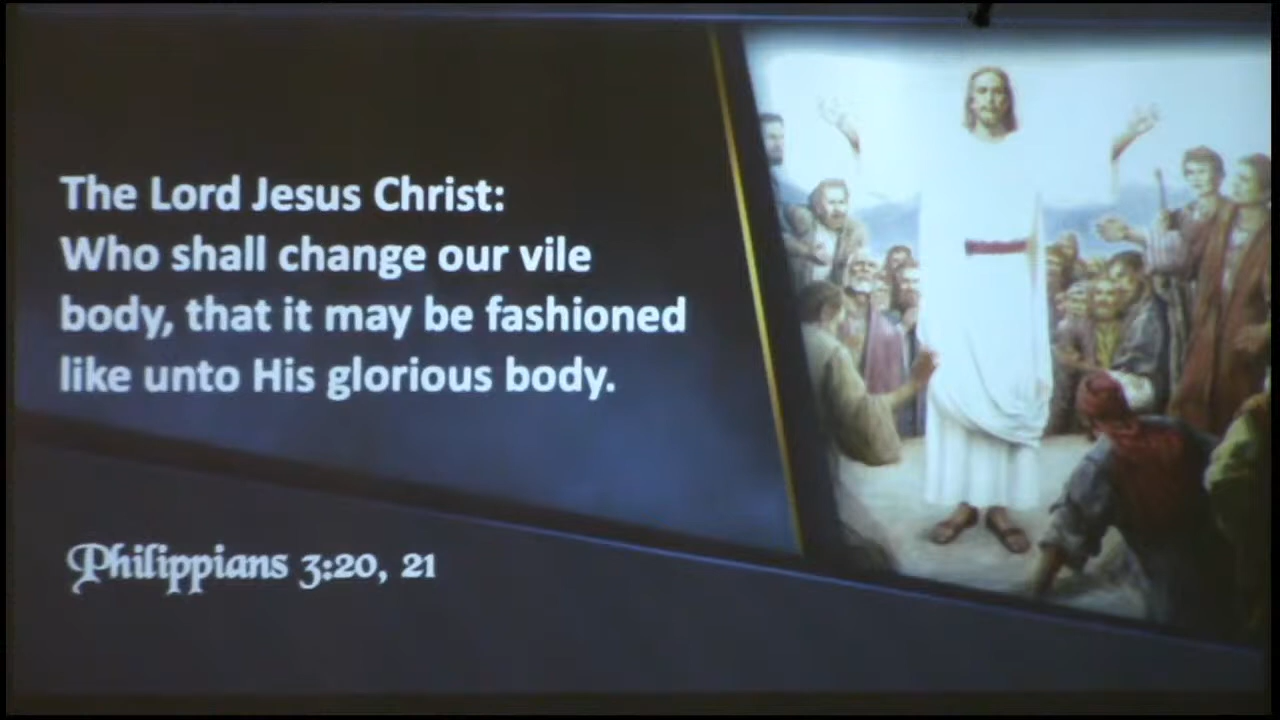 The Lord Jesus Christ:
Who shall change our vile
body, that it may be fashioned
like unto His glorious body.
Philippians 3:20, 21